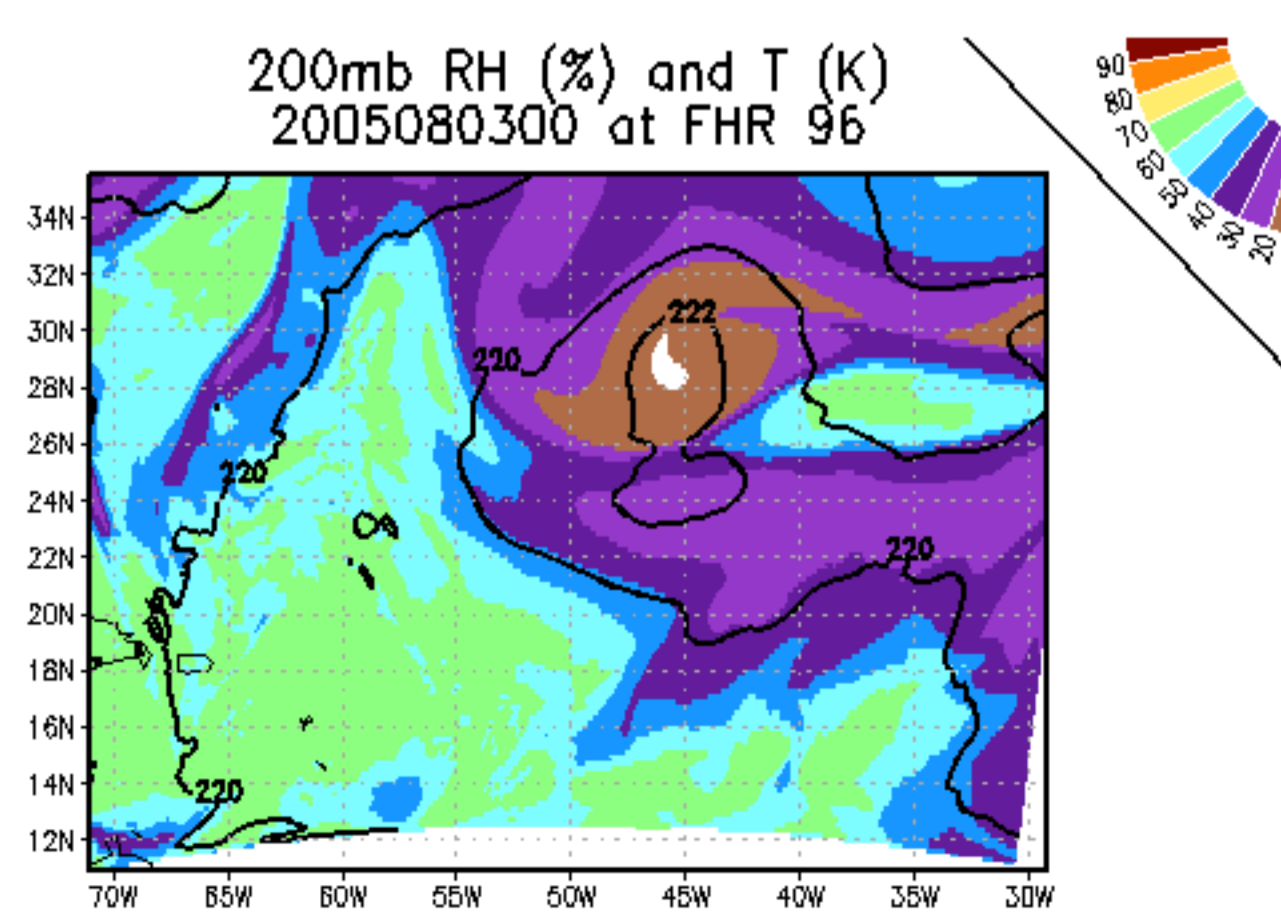 200mb RH (%) and T (K)
2005080300 at FHR 96
90
80
70
60
50
40
30
20
34N
32N
30N
28N
26N
24N
22N
20N
18N
16N
14N
12N
222
220
220
220
220
70W
65W
60W
55W
50W
45W
40W
35W
30W